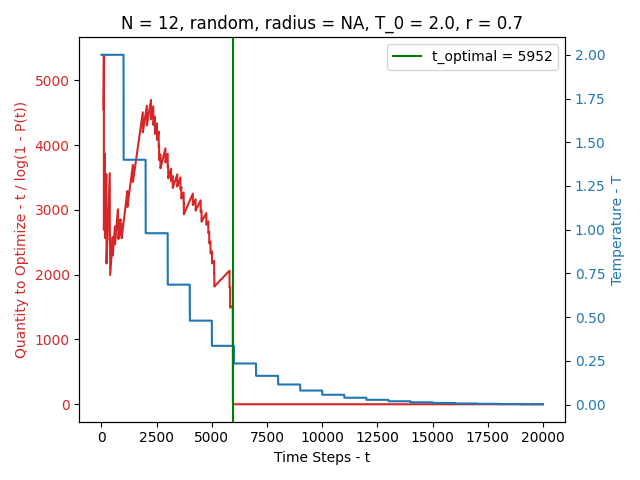 N = 12, random, radius = NA, T_0 = 2.0, r = 0.7
t_optimal = 5952
Quantity to Optimize - t / log(1 - P(t))
5000
4000
3000
2000
1000
0
2.00
1.75
1.50
1.25
1.00
0.75
0.50
0.25
0.00
Temperature - T
0 2500 5000 7500 10000 12500 15000 17500 20000
Time Steps - t